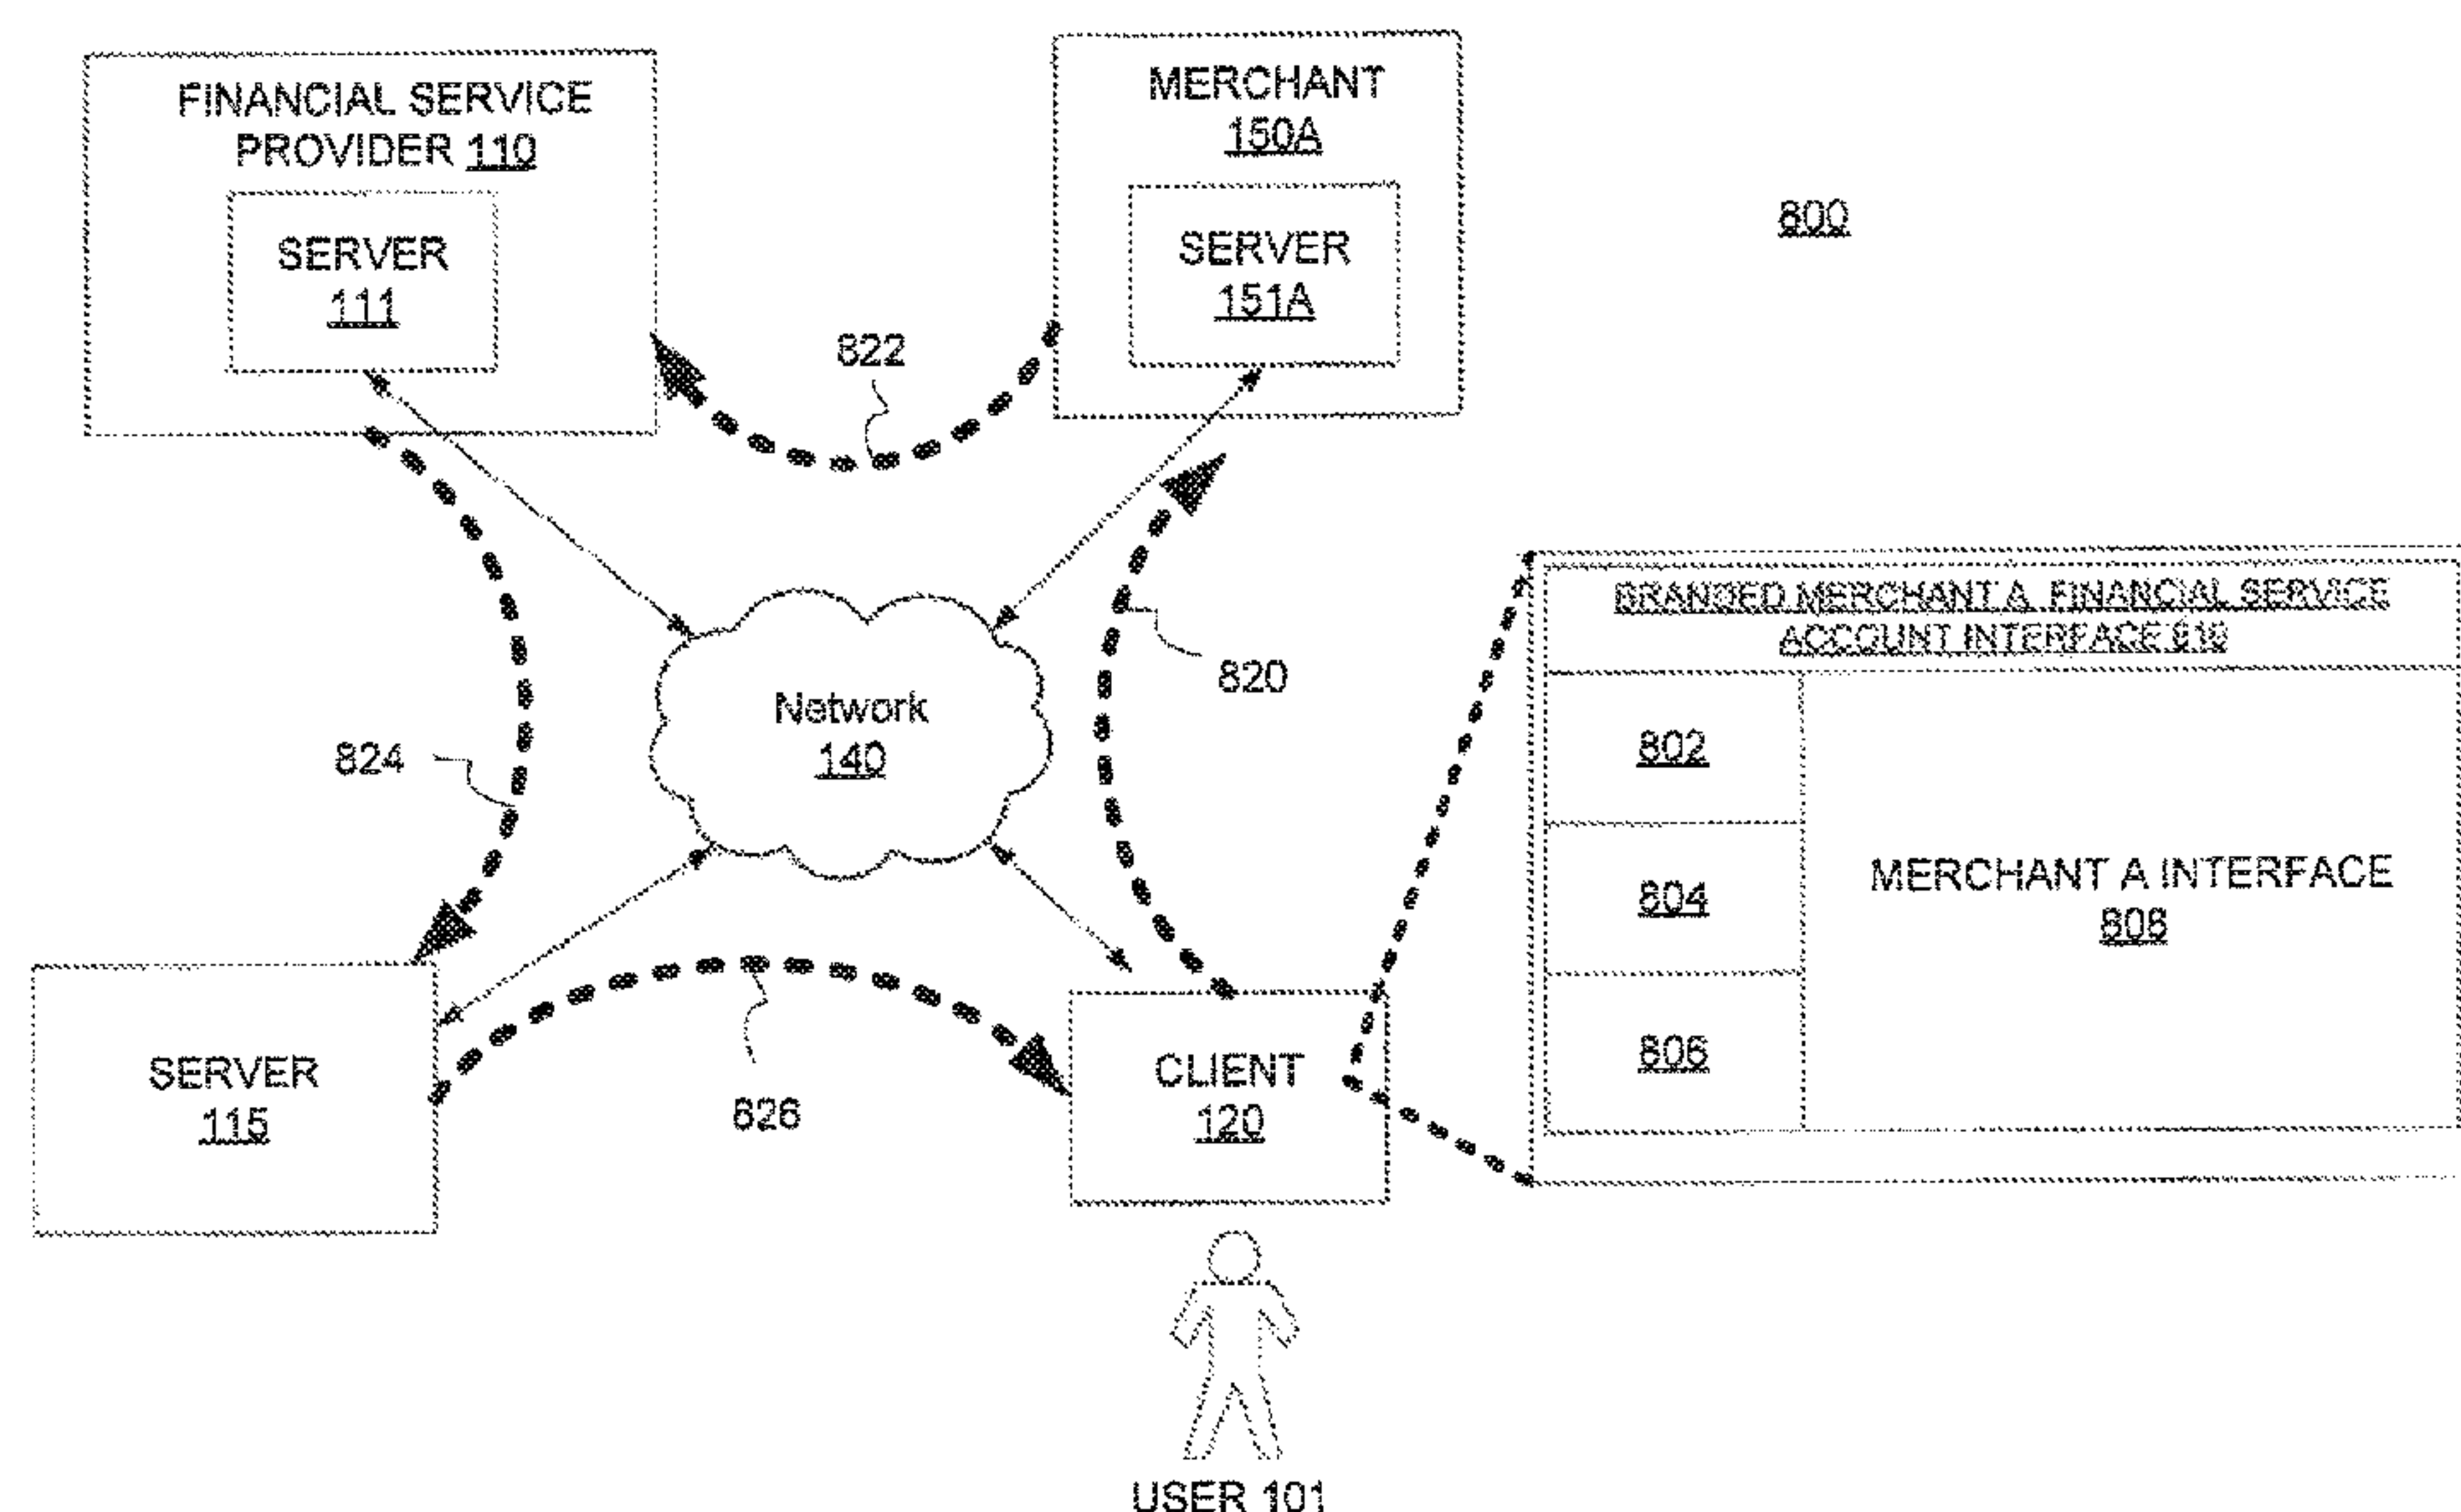 FINANCIAL SERVICE
PROVIDER 110
SERVER
111
MERCHANT
150A
SERVER
151A
800
822
820
BRANDED MERCHANT A FINANCIAL SERVICE
ACCOUNT INTERFACE 810
802
804
806
MERCHANT A INTERFACE
808
Network
140
824
826
SERVER
115
CLIENT
120
USER 101